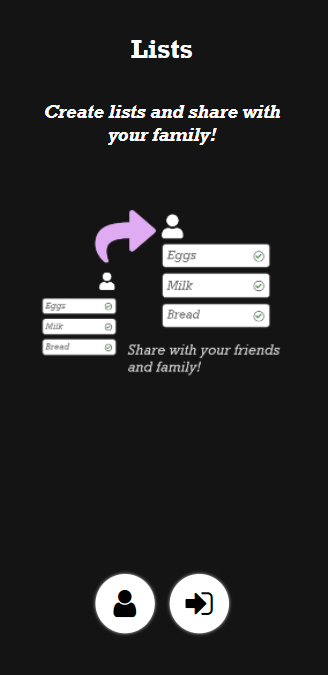 Lists
Create lists and share with
your family!
Eggs
Milk
Bread
Eggs
Milk
Bread
Share with your friends
and family!